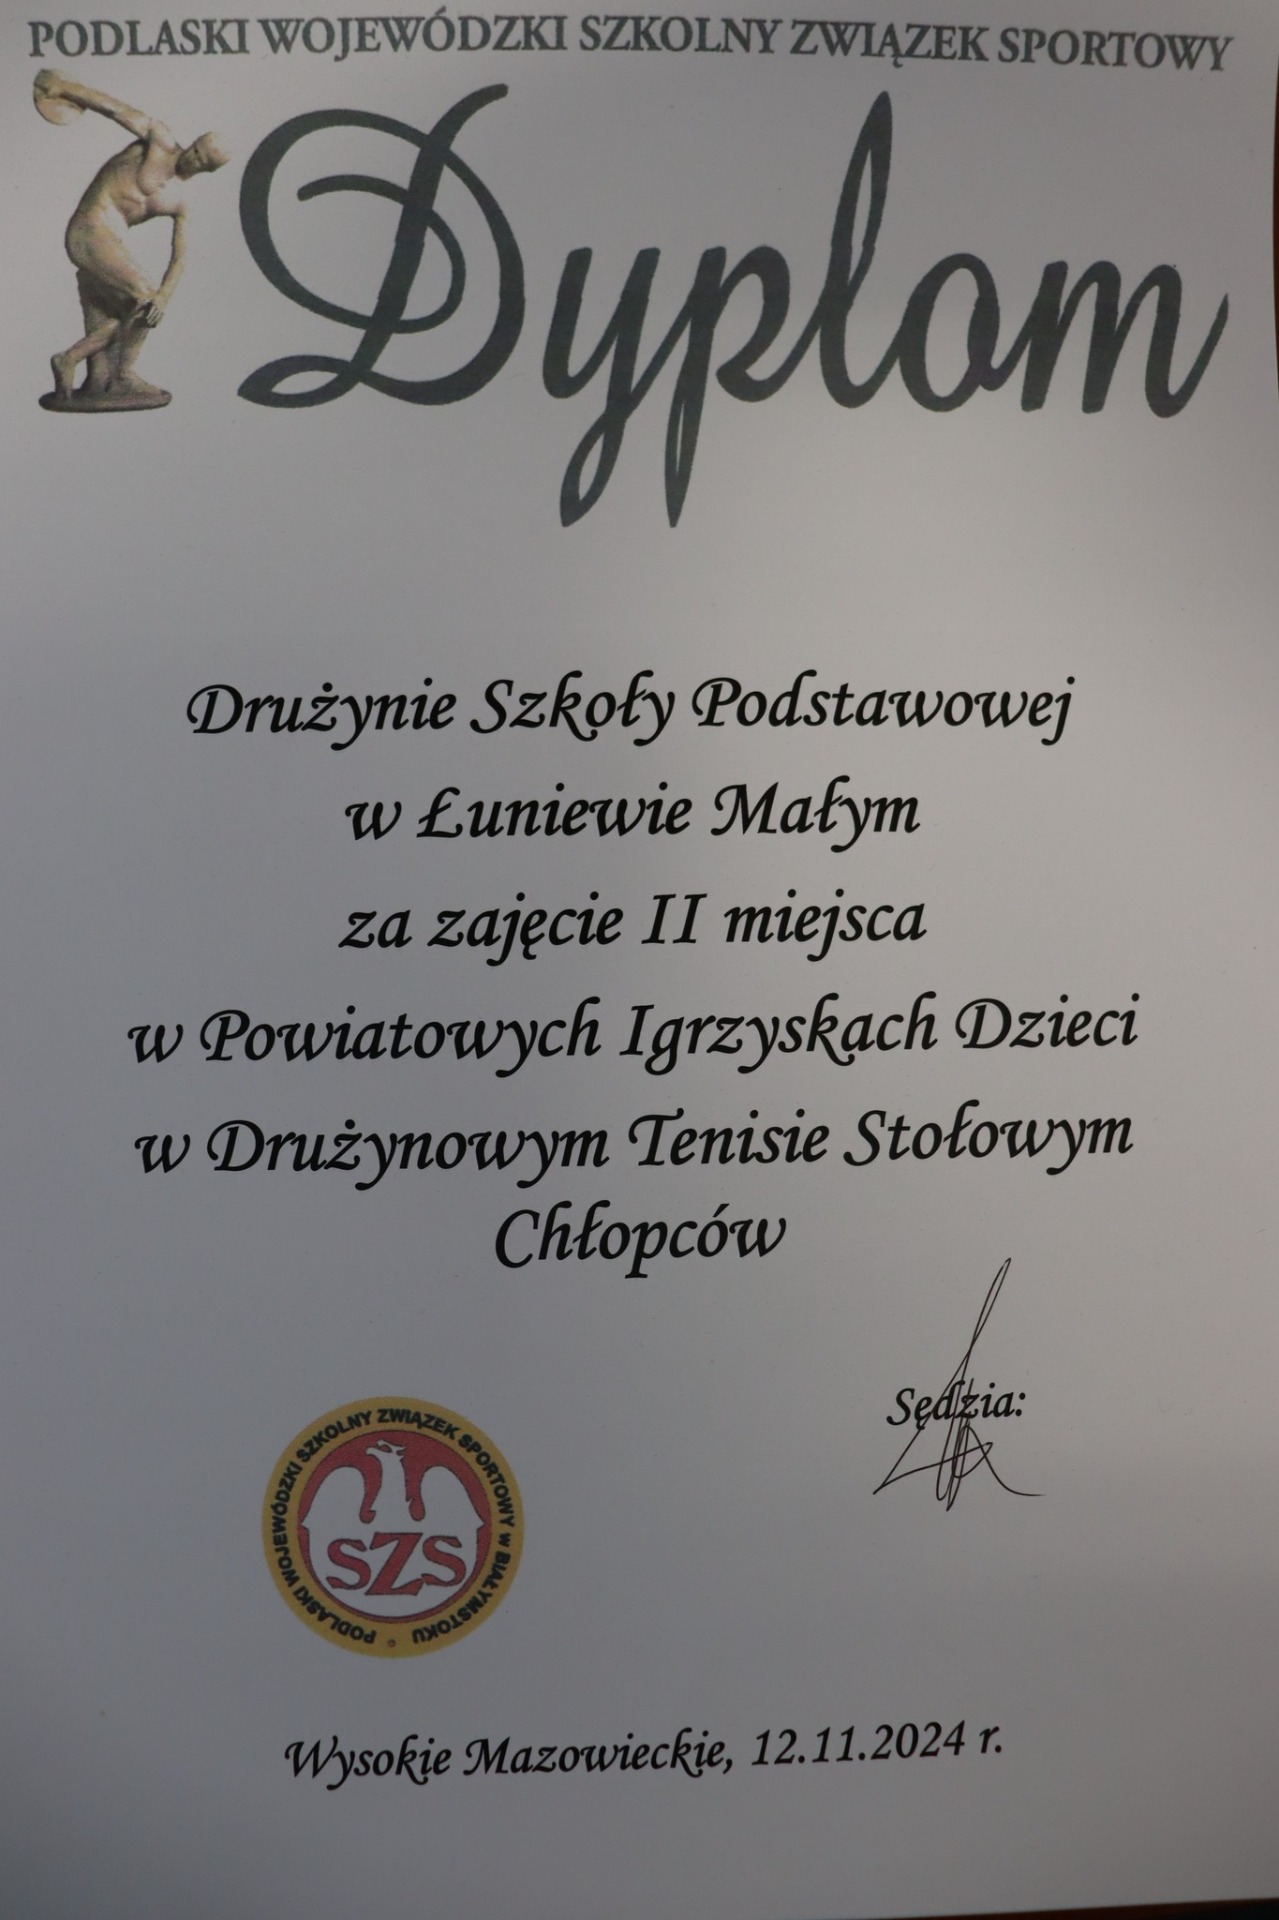 PODLASKI WOJEWÓDZKI SZKOLNY ZWIĄZEK SPORTOWY
Dyplom
Drużynie Szkoły Podstawowej
w Łuniewie Małym
za zajęcie II miejsca
w Powiatowych Igrzyskach Dzieci
w Drużynowym Tenisie Stołowym
Chłopców
Sędzia:
PODLASKI WOJEWÓDZKI SZKOLNY ZWIĄZEK SPORTOWY w BIAŁYMSTOKU
SZS
Wysokie Mazowieckie, 12.11.2024 r.